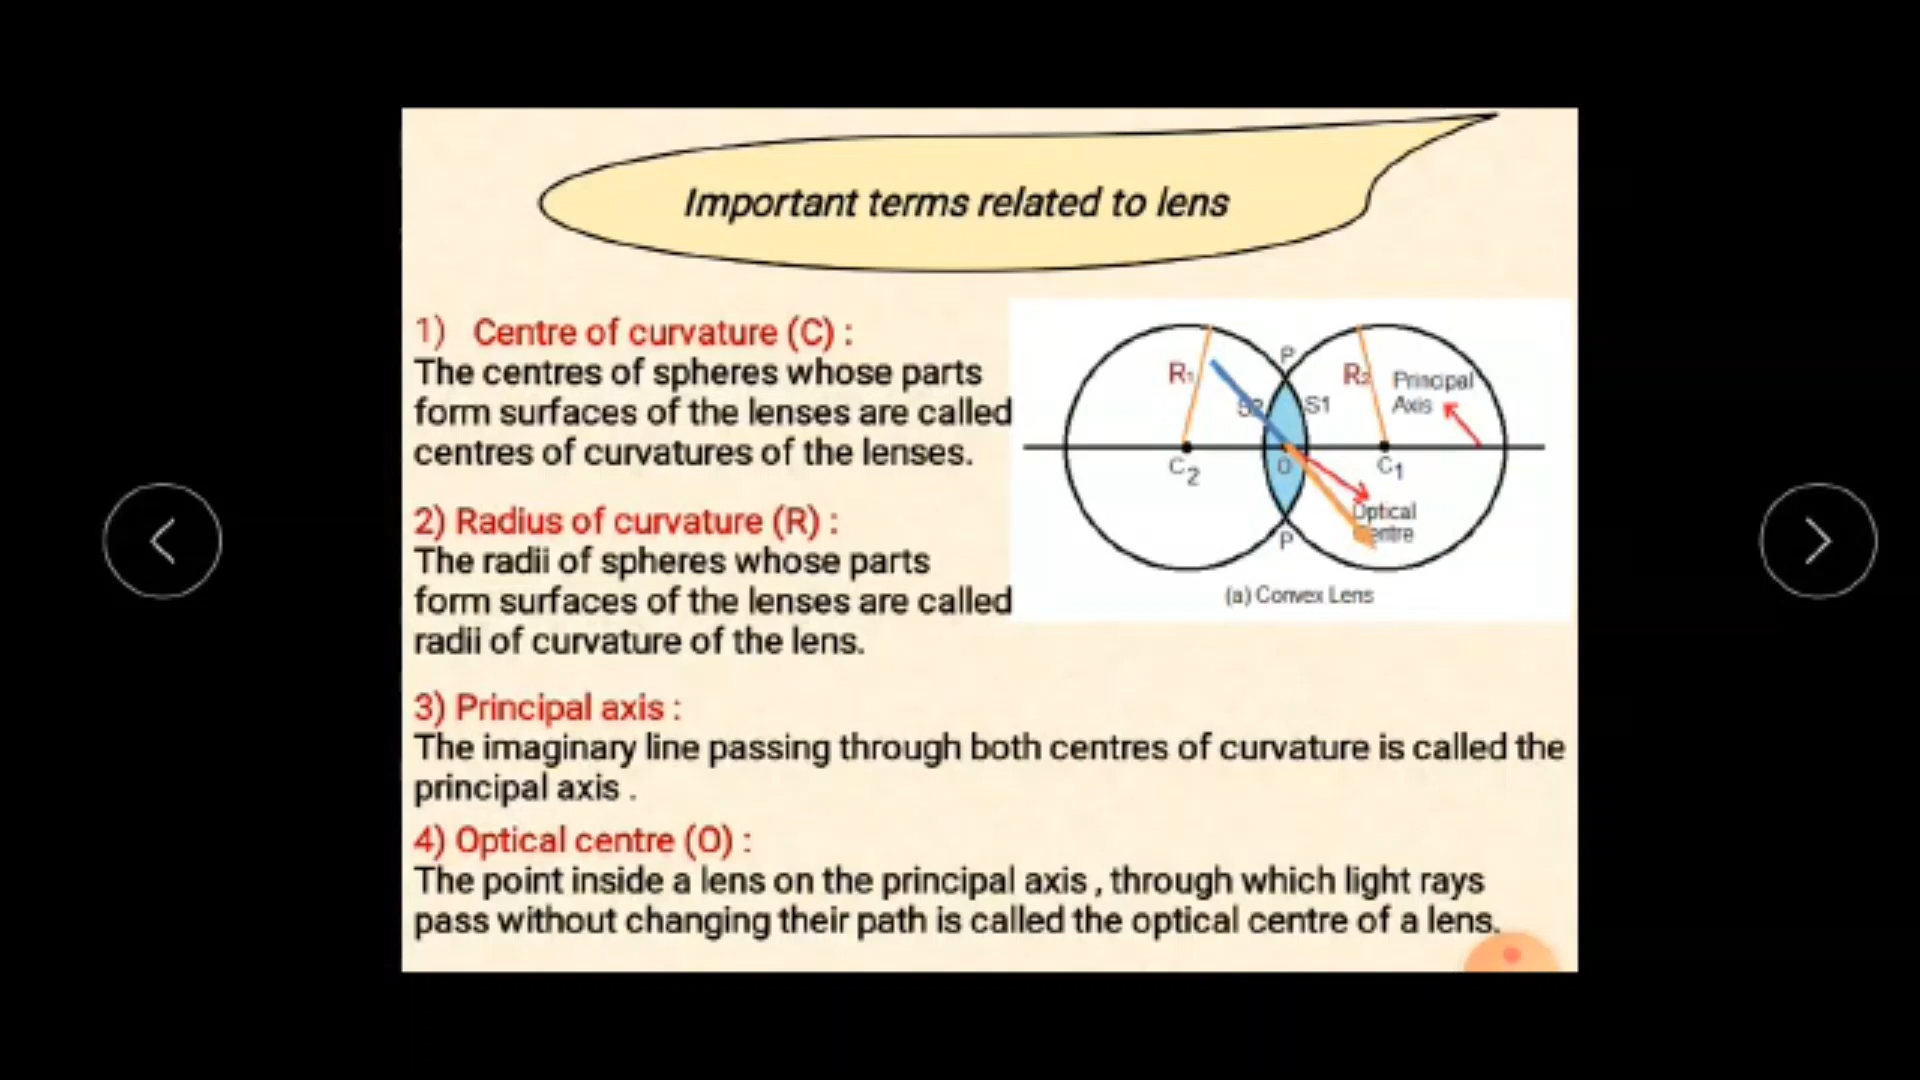 Important terms related to lens
1) Centre of curvature (C) :
The centres of spheres whose parts
form surfaces of the lenses are called
centres of curvatures of the lenses.
2) Radius of curvature (R) :
The radii of spheres whose parts
form surfaces of the lenses are called
radii of curvature of the lens.
P
R1
R2
Principal
Axis
S2
S1
C2
O
C1
Optical
Centre
P
(a) Convex Lens
3) Principal axis :
The imaginary line passing through both centres of curvature is called the
principal axis .
4) Optical centre (O) :
The point inside a lens on the principal axis , through which light rays
pass without changing their path is called the optical centre of a lens.